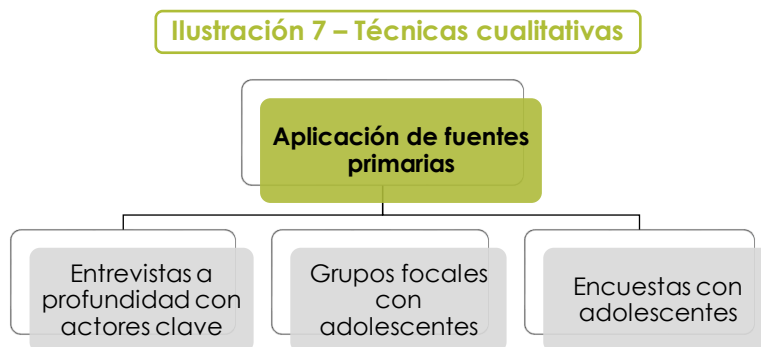 Ilustración 7 – Técnicas cualitativas
Aplicación de fuentes
primarias
Entrevistas a
profundidad con
actores clave
Grupos focales
con
adolescentes
Encuestas con
adolescentes